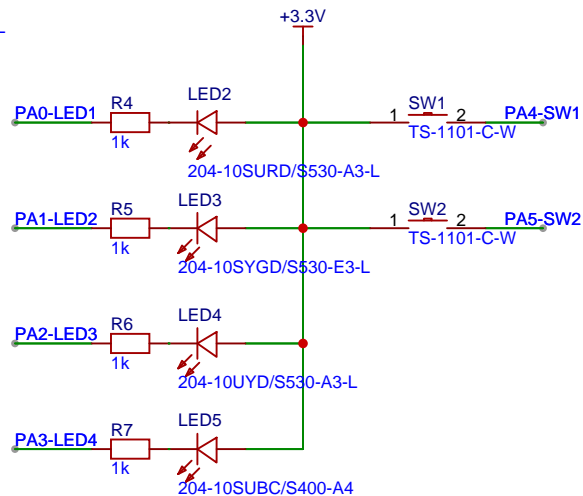 +3.3V
PA0-LED1
R4
1k
LED2
204-10SURD/S530-A3-L
1
SW1
2
TS-1101-C-W
PA4-SW1
PA1-LED2
R5
1k
LED3
204-10SYGD/S530-E3-L
1
SW2
2
TS-1101-C-W
PA5-SW2
PA2-LED3
R6
1k
LED4
204-10UYD/S530-A3-L
PA3-LED4
R7
1k
LED5
204-10SUBC/S400-A4